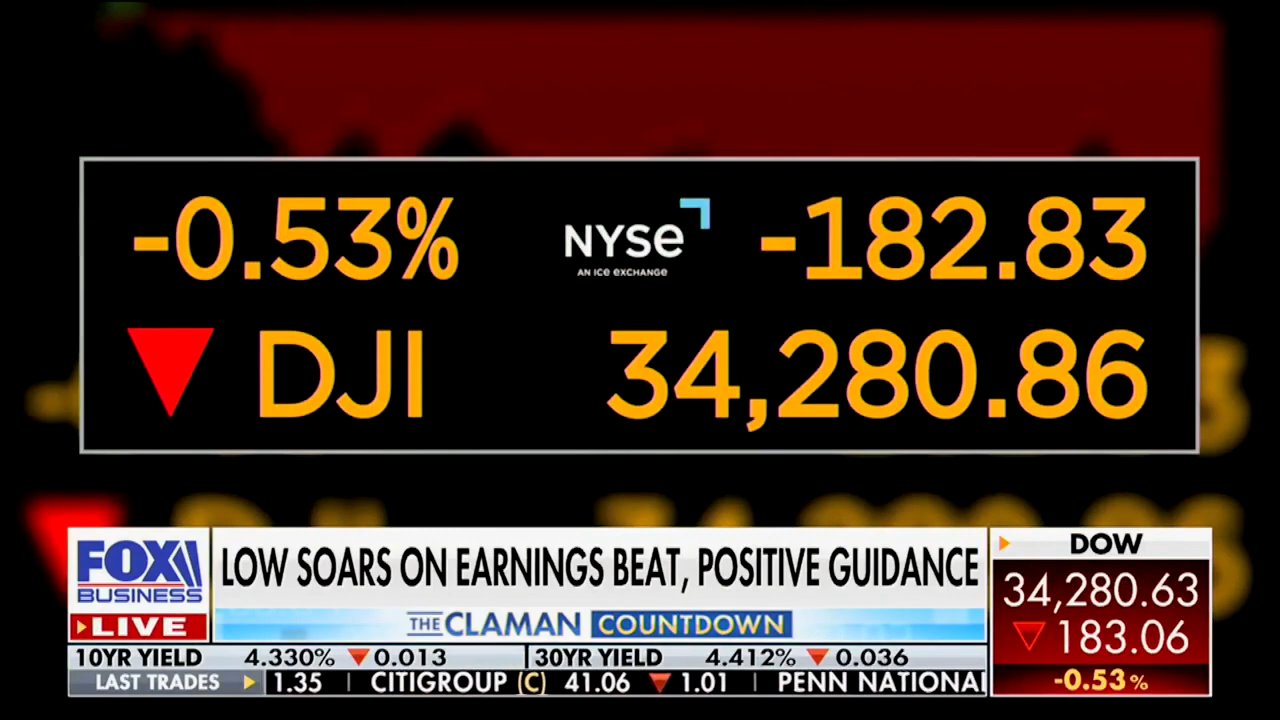 -0.53% NYSE -182.83
AN ICE EXCHANGE
DJI 34,280.86
FOX BUSINESS
LIVE
LOW SOARS ON EARNINGS BEAT, POSITIVE GUIDANCE
THE CLAMAN COUNTDOWN
DOW
34,280.63
183.06
-0.53%
10YR YIELD 4.330% 0.013 30YR YIELD 4.412% 0.036
LAST TRADES 1.35 CITIGROUP (C) 41.06 1.01 PENN NATIONAL